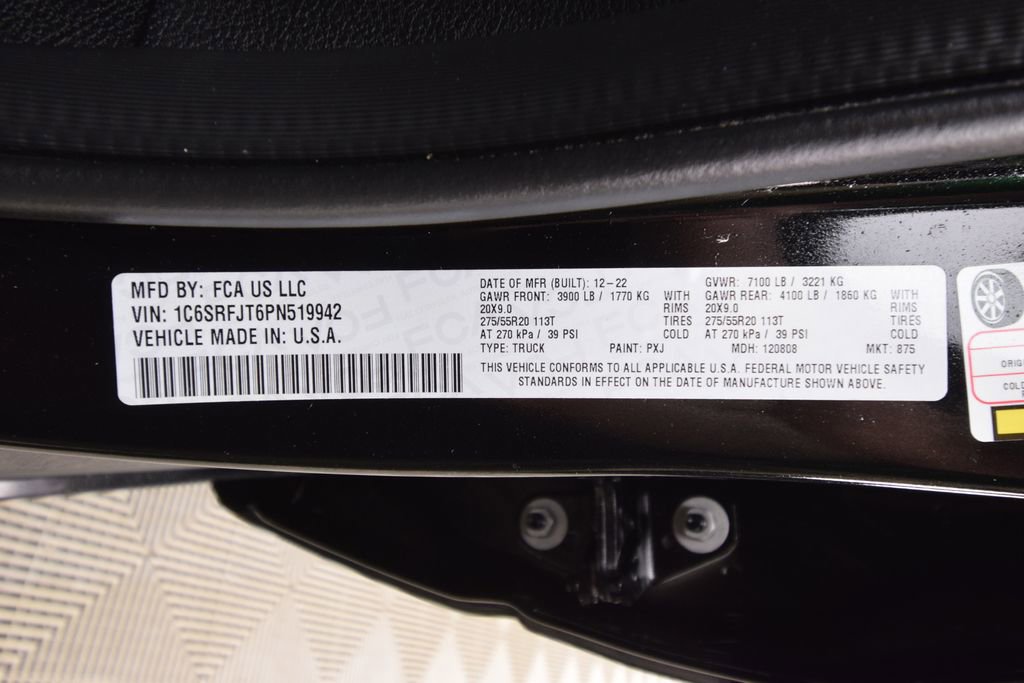 MFD BY: FCA US LLC
VIN: 1C6SRFJT6PN519942
VEHICLE MADE IN: U.S.A.
DATE OF MFR (BUILT): 12-22 GVWR: 7100 LB / 3221 KG
GAWR FRONT: 3900 LB / 1770 KG WITH GAWR REAR: 4100 LB / 1860 KG WITH
20X9.0 RIMS 20X9.0 RIMS
275/55R20 113T TIRES 275/55R20 113T TIRES
AT 270 kPa / 39 PSI COLD AT 270 kPa / 39 PSI COLD
TYPE: TRUCK PAINT: PXJ MDH: 120808 MKT: 875
THIS VEHICLE CONFORMS TO ALL APPLICABLE U.S.A. FEDERAL MOTOR VEHICLE SAFETY
STANDARDS IN EFFECT ON THE DATE OF MANUFACTURE SHOWN ABOVE.
ORIG
COLD